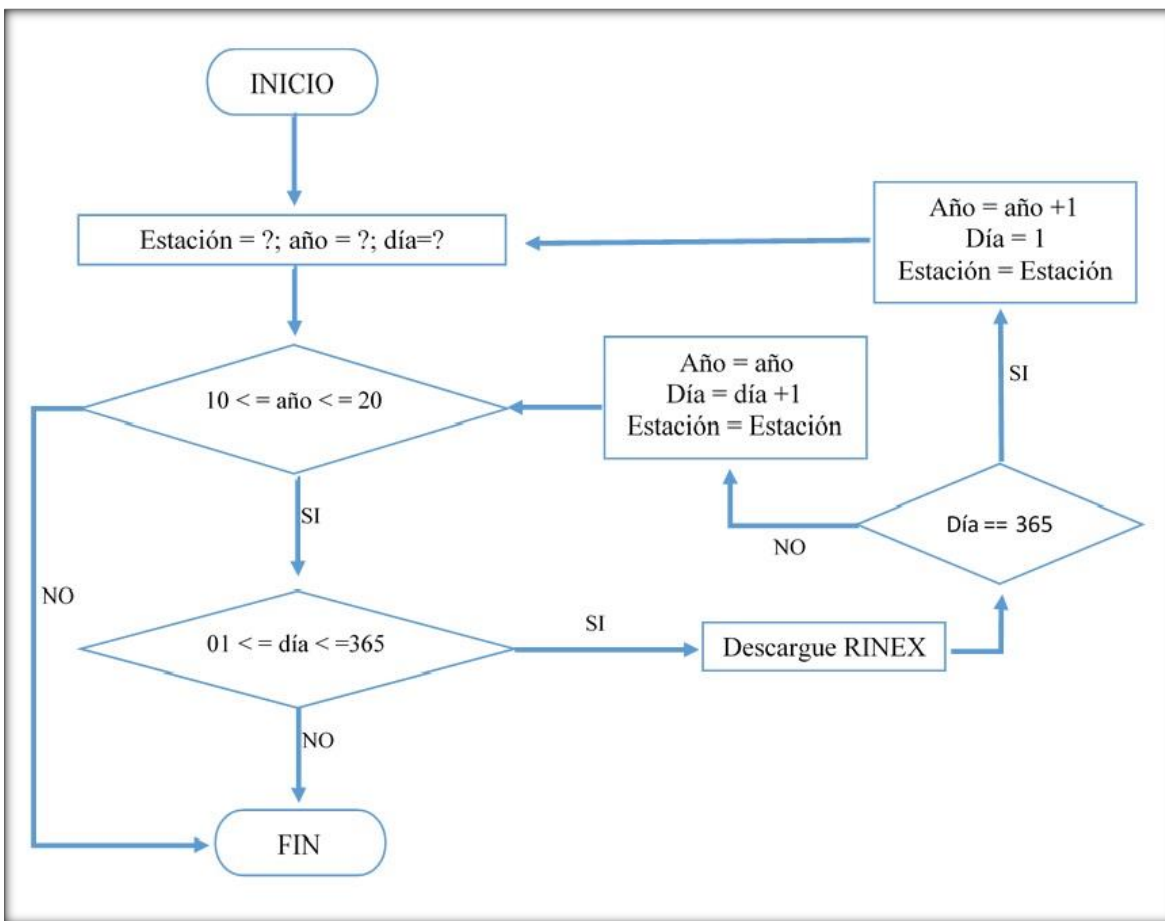 INICIO
Estación = ?; año = ?; día=?
Año = año +1
Día = 1
Estación = Estación
Año = año
Día = día +1
Estación = Estación
10 < = año < = 20
SI
SI
Día == 365
NO
NO
01 < = día < =365
SI
Descargue RINEX
NO
FIN